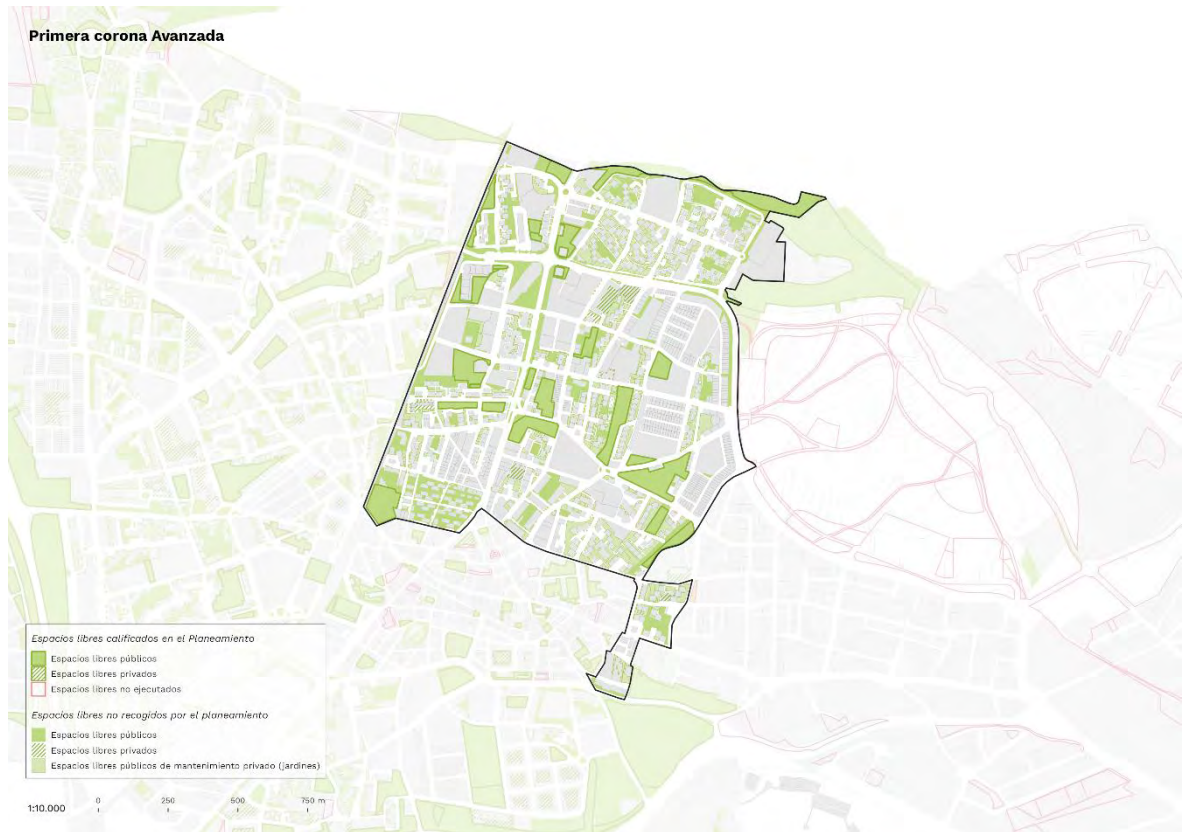 Primera corona Avanzada
Espacios libres calificados en el Planeamiento
Espacios libres públicos
Espacios libres privados
Espacios libres no ejecutados
Espacios libres no recogidos por el planeamiento
Espacios libres públicos
Espacios libres privados
Espacios libres públicos de mantenimiento privado (jardines)
1:10.000 0 250 500 750 m